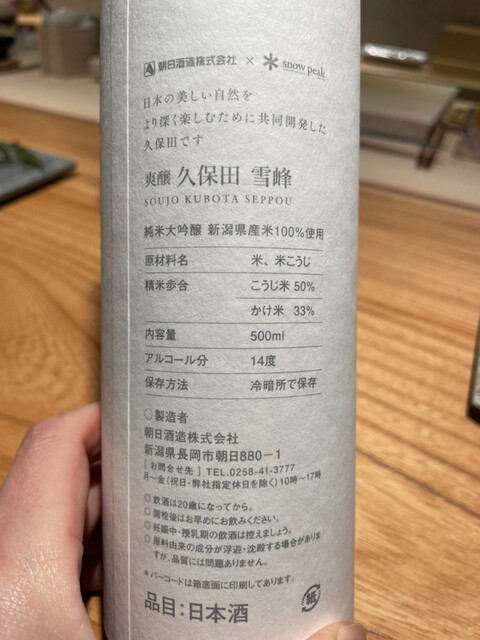 朝日酒造株式会社 × snow peak
日本の美しい自然を
より深く楽しむために共同開発した
久保田です
爽醸 久保田 雪峰
SOUJO KUBOTA SEPPOU
純米大吟醸 新潟県産米100%使用
原材料名 米、米こうじ
精米歩合 こうじ米 50%
かけ米 33%
内容量 500ml
アルコール分 14度
保存方法 冷暗所で保存
○製造者
朝日酒造株式会社
新潟県長岡市朝日880-1
[お問合せ先] TEL.0258-41-3777
月~金(祝日・弊社指定休日を除く)10時~17時
◎飲酒は20歳になってから。
◎開栓後はお早めにお飲みください。
◎妊娠中・授乳期の飲酒は控えましょう。
◎原料由来の成分が浮遊・沈殿する場合がありま
すが、品質には問題ありません。
*バーコードは箱底面に印刷してあります。
品目:日本酒
紙